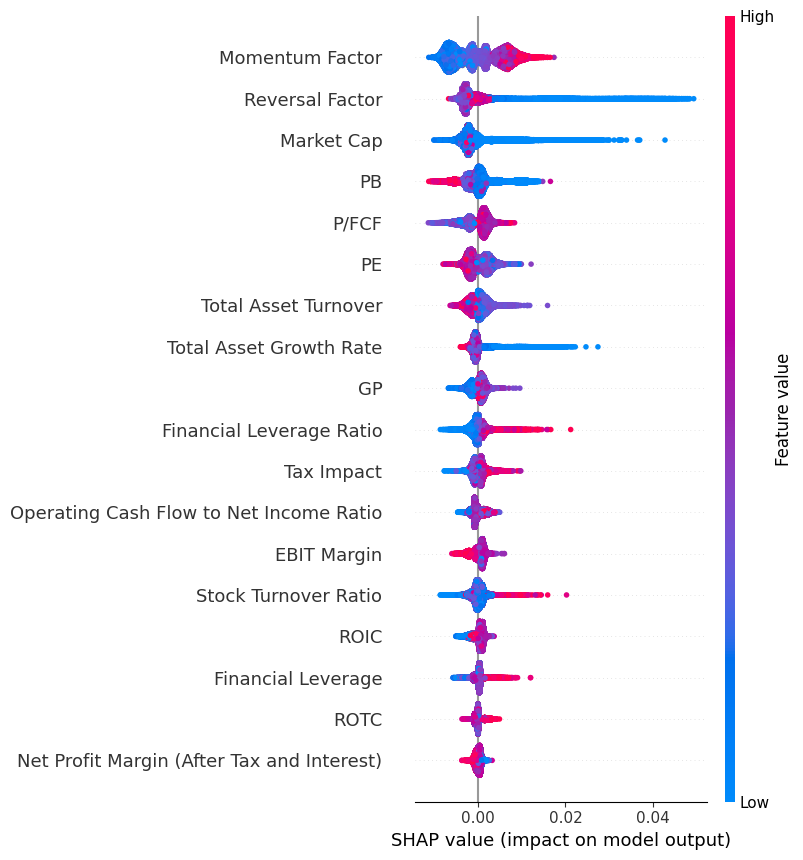 High
Momentum Factor
Reversal Factor
Market Cap
PB
P/FCF
PE
Total Asset Turnover
Total Asset Growth Rate
GP
Financial Leverage Ratio
Tax Impact
Operating Cash Flow to Net Income Ratio
EBIT Margin
Stock Turnover Ratio
ROIC
Financial Leverage
ROTC
Net Profit Margin (After Tax and Interest)
Feature value
Low
0.00 0.02 0.04
SHAP value (impact on model output)